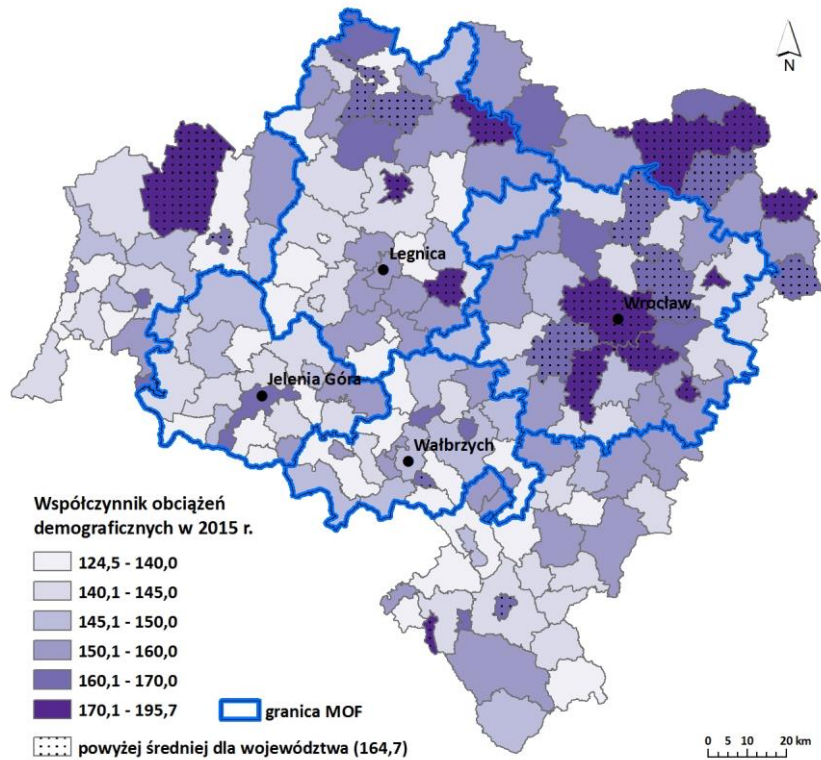 N
Legnica
Wrocław
Jelenia Góra
Wałbrzych
Współczynnik obciążeń
demograficznych w 2015 r.
124,5 - 140,0
140,1 - 145,0
145,1 - 150,0
150,1 - 160,0
160,1 - 170,0
170,1 - 195,7
granica MOF
powyżej średniej dla województwa (164,7)
0 5 10 20 km